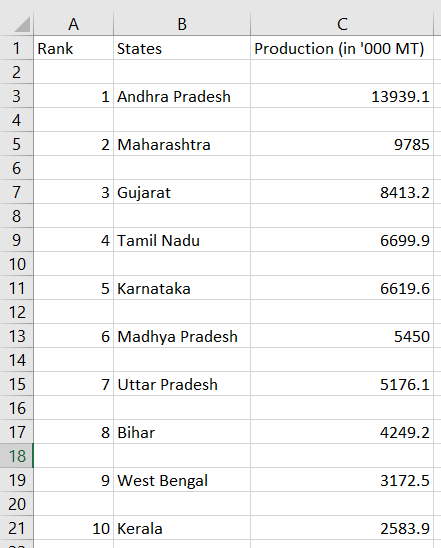 A B C
1 Rank States Production (in '000 MT)
2
3 1 Andhra Pradesh 13939.1
4
5 2 Maharashtra 9785
6
7 3 Gujarat 8413.2
8
9 4 Tamil Nadu 6699.9
10
11 5 Karnataka 6619.6
12
13 6 Madhya Pradesh 5450
14
15 7 Uttar Pradesh 5176.1
16
17 8 Bihar 4249.2
18
19 9 West Bengal 3172.5
20
21 10 Kerala 2583.9